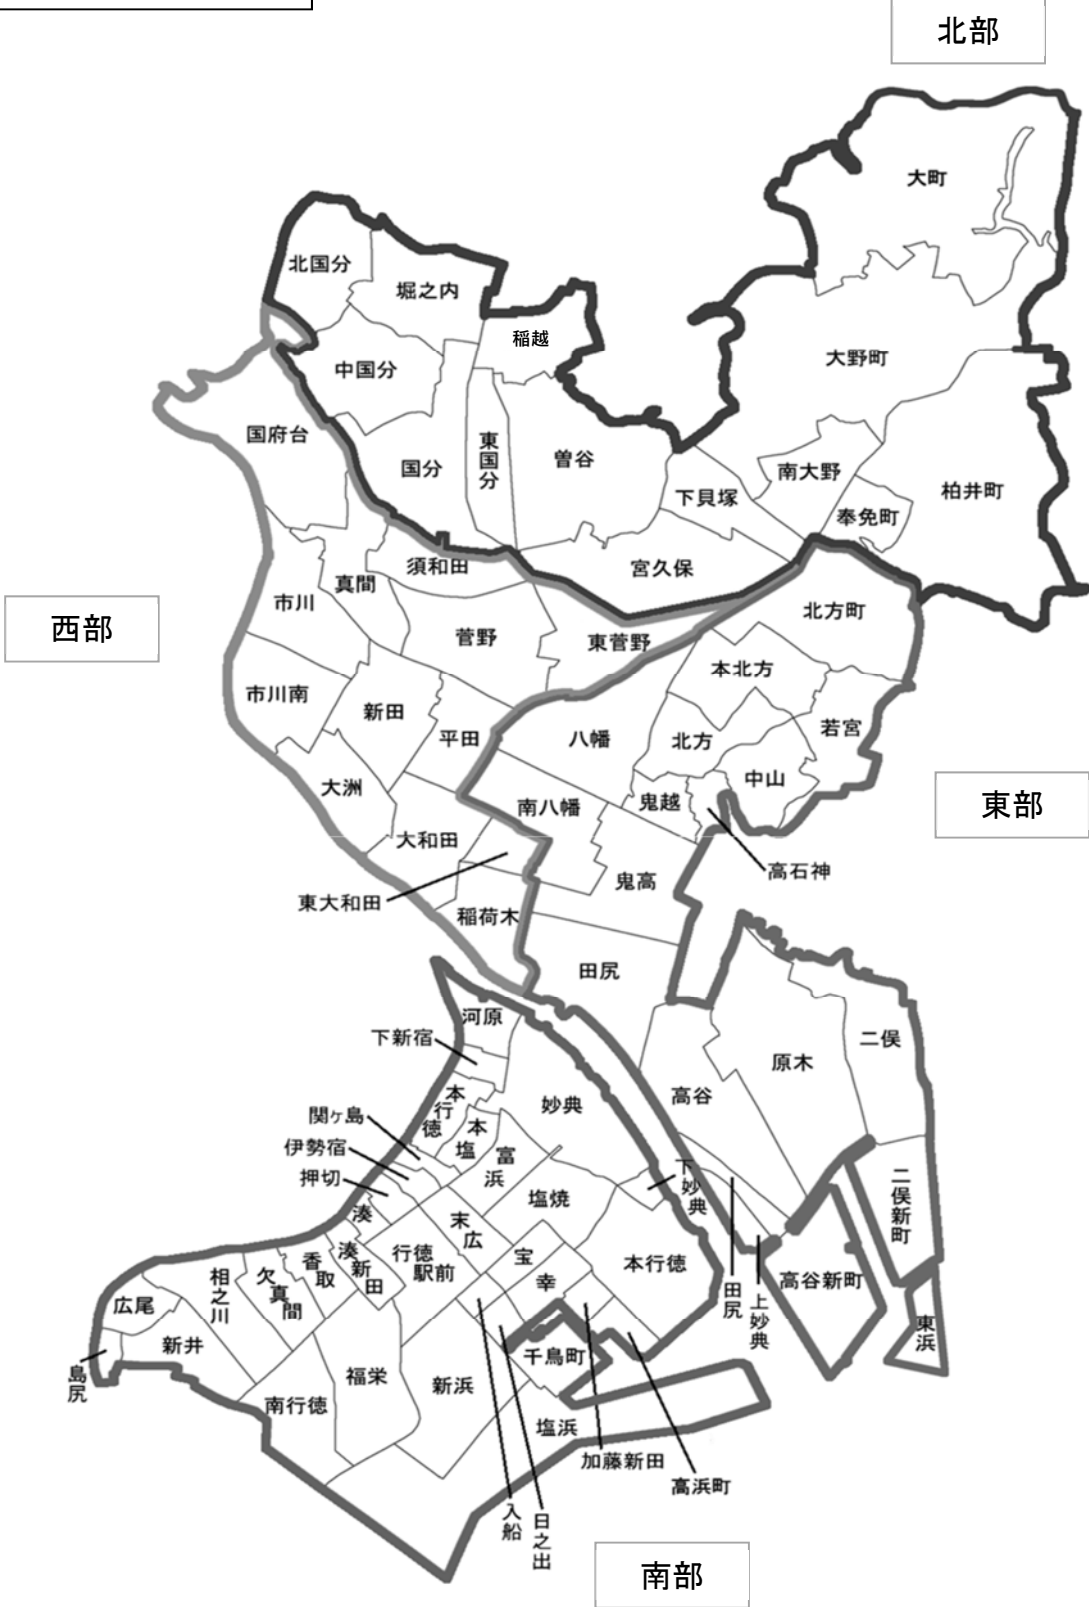 北部
大町
北国分
堀之内
稲越
中国分
大野町
国府台
国分
東国分
曽谷
下貝塚
南大野
柏井町
奉免町
須和田
真間
宮久保
市川
北方町
西部
菅野
東菅野
本北方
市川南
新田
若宮
平田
八幡
北方
中山
大洲
南八幡
鬼越
東部
大和田
高石神
鬼高
東大和田
稲荷木
田尻
河原
下新宿
二俣
原木
本行徳
妙典
高谷
関ヶ島
本塩
伊勢宿
富浜
押切
下妙典
二俣新町
塩焼
湊
末広
湊新田
行徳駅前
宝
香取
幸
本行徳
欠真間
相之川
田尻
上妙典
高谷新町
広尾
新井
東浜
島尻
千鳥町
福栄
新浜
南行徳
塩浜
加藤新田
高浜町
入船
日之出
南部